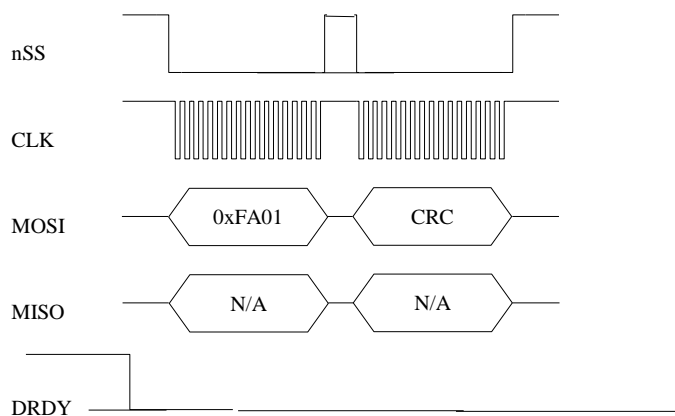 nSS
CLK
MOSI
0xFA01
CRC
MISO
N/A
N/A
DRDY